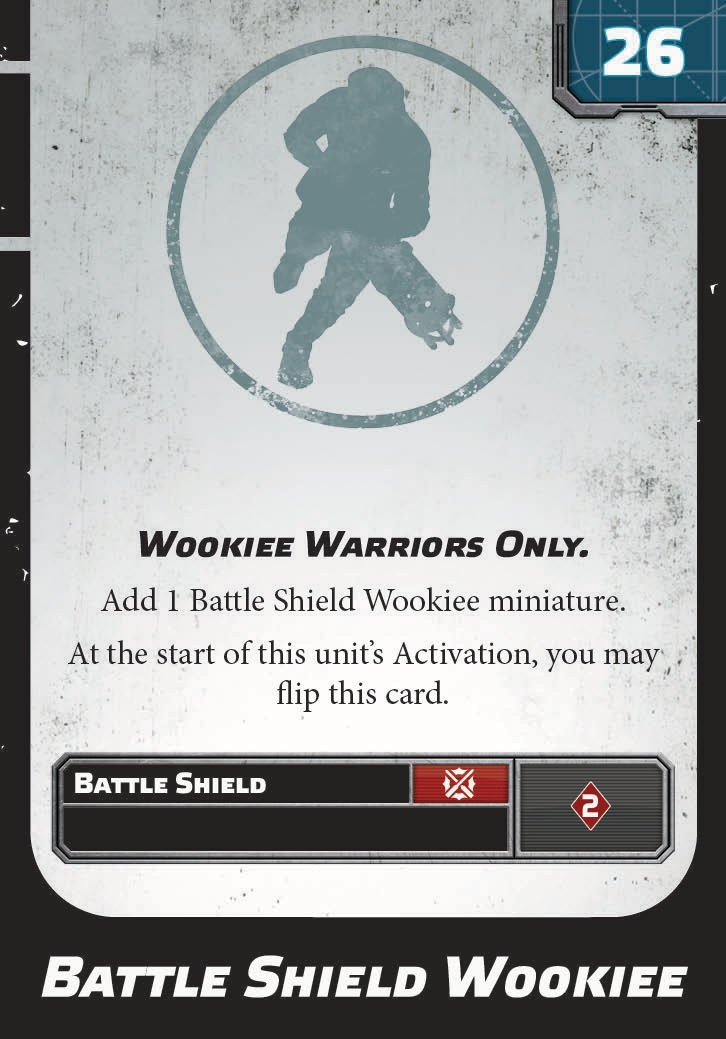 26
Wookiee Warriors Only.
Add 1 Battle Shield Wookiee miniature.
At the start of this unit's Activation, you may
flip this card.
Battle Shield
2
Battle Shield Wookiee